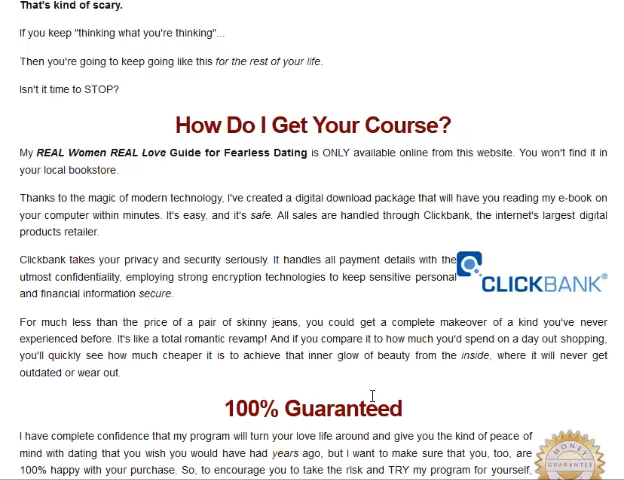 That's kind of scary.
If you keep "thinking what you're thinking"...
Then you're going to keep going like this for the rest of your life.
Isn't it time to STOP?
How Do I Get Your Course?
My REAL Women REAL Love Guide for Fearless Dating is ONLY available online from this website. You won't find it in
your local bookstore.
Thanks to the magic of modern technology, I've created a digital download package that will have you reading my e-book on
your computer within minutes. It's easy, and it's safe. All sales are handled through Clickbank, the internet's largest digital
products retailer.
Clickbank takes your privacy and security seriously. It handles all payment details with the
utmost confidentiality, employing strong encryption technologies to keep sensitive personal
and financial information secure.
CLICKBANK®
For much less than the price of a pair of skinny jeans, you could get a complete makeover of a kind you've never
experienced before. It's like a total romantic revamp! And if you compare it to how much you'd spend on a day out shopping,
you'll quickly see how much cheaper it is to achieve that inner glow of beauty from the inside, where it will never get
outdated or wear out.
100% Guaranteed
I have complete confidence that my program will turn your love life around and give you the kind of peace of
mind with dating that you wish you would have had years ago, but I want to make sure that you, too, are
100% happy with your purchase. So, to encourage you to take the risk and TRY my program for yourself,
MONEY
GUARANTEE